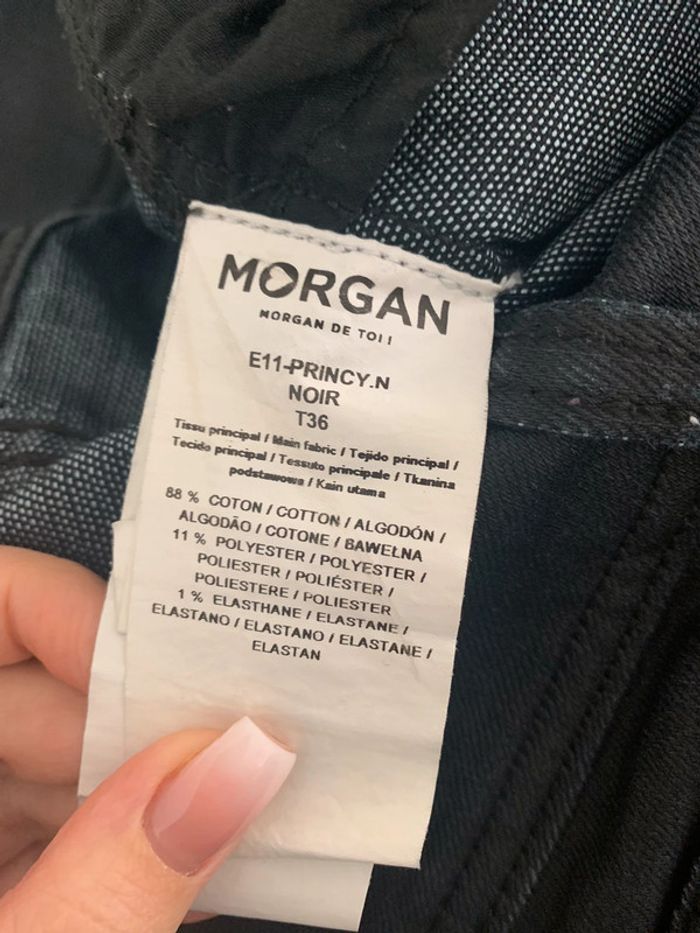 MORGAN
MORGAN DE TOI !
E11-PRINCY.N
NOIR
T36
Tissu principal / Main fabric / Tejido principal /
Tecido principal / Tessuto principale / Tkanina
podstawowa / Kain utama
88 % COTON / COTTON / ALGODÓN /
ALGODÃO / COTONE / BAWEŁNA
11 % POLYESTER / POLYESTER /
POLIESTER / POLIÉSTER /
POLIESTERE / POLIESTER
1 % ELASTHANE / ELASTANE /
ELASTANO / ELASTANO / ELASTANE /
ELASTAN